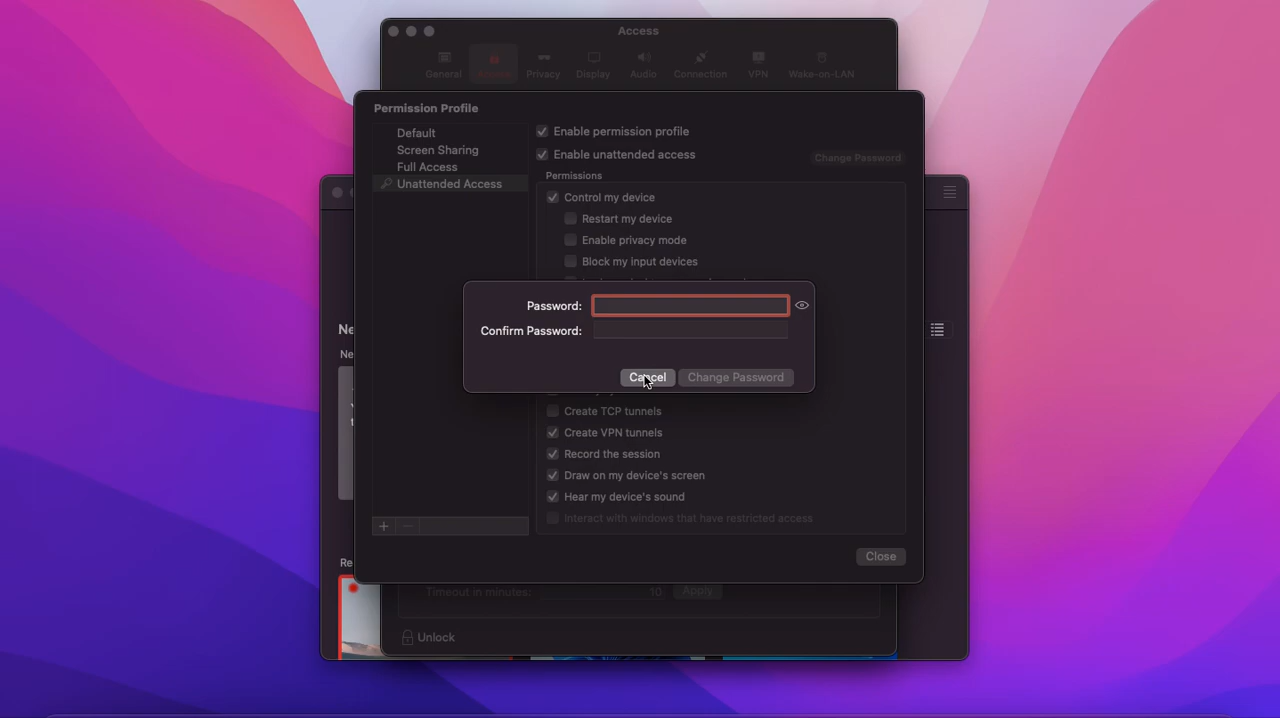 Access
General
Privacy
Display
Audio
Connection
VPN
Wake-on-LAN
Permission Profile
Default
Screen Sharing
Full Access
Unattended Access
Enable permission profile
Enable unattended access
Change Password
Permissions
Control my device
Restart my device
Enable privacy mode
Block my input devices
Password:
Confirm Password:
Cancel
Change Password
Create TCP tunnels
Create VPN tunnels
Record the session
Draw on my device's screen
Hear my device's sound
Interact with windows that have restricted access
Close
Ne
Ne
Re
Timeout in minutes:
10
Apply
Unlock